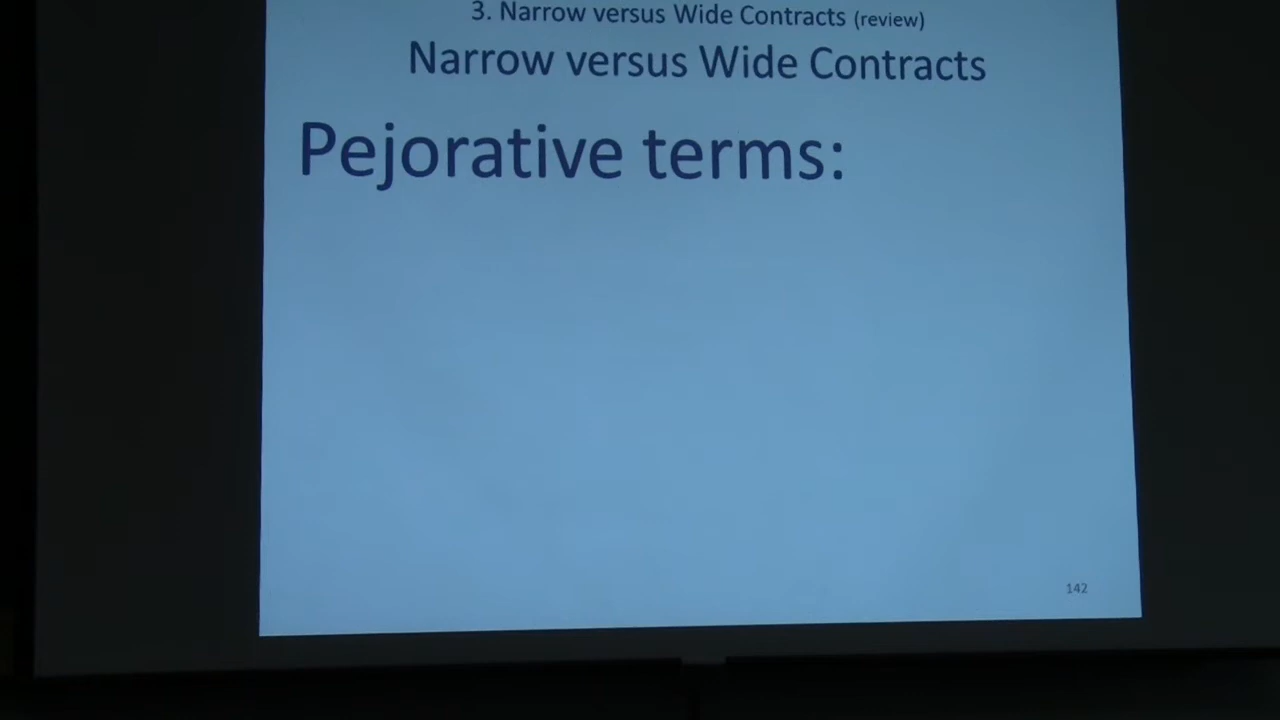 3. Narrow versus Wide Contracts (review)
Narrow versus Wide Contracts
Pejorative terms:
142